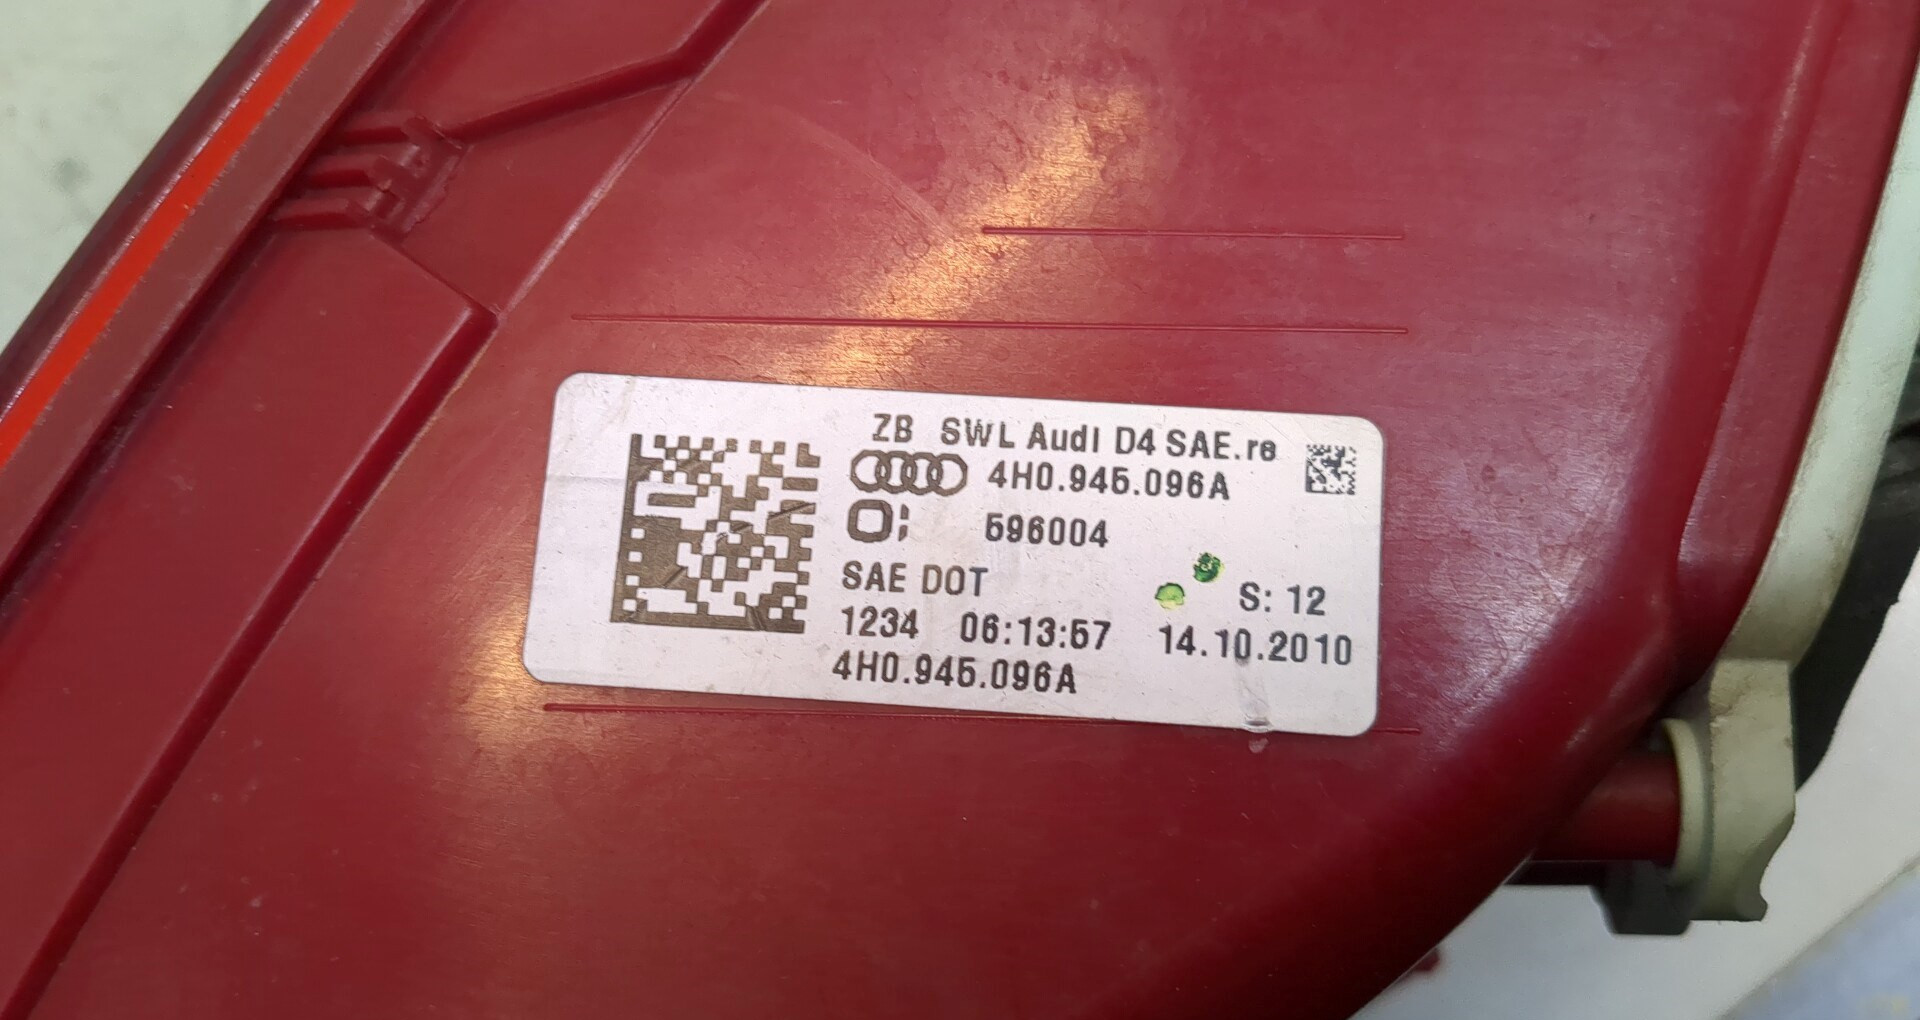 ZB SWL Audi D4 SAE.re
4H0.945.096A
O: 596004
SAE DOT
S: 12
1234 06:13:57 14.10.2010
4H0.945.096A